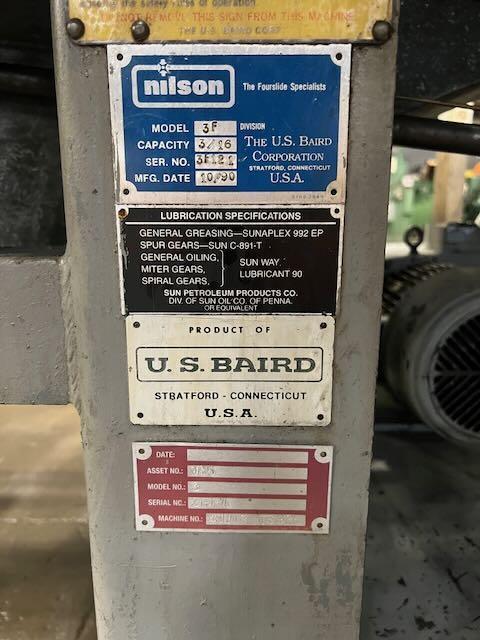 OT REMOVE THIS SIGN FROM THIS MACHINE
THE U.S. BAIRD CORP.
nilson
The Fourslide Specialists
MODEL 3F DIVISION
CAPACITY 3/16 THE U.S. BAIRD
SER. NO. 3F121 CORPORATION
STRATFORD, CONNECTICUT
MFG. DATE 10/90 U.S.A.
LUBRICATION SPECIFICATIONS
GENERAL GREASING—SUNAPLEX 992 EP
SPUR GEARS—SUN C-891-T
GENERAL OILING,
MITER GEARS,
SPIRAL GEARS,
SUN WAY
LUBRICANT 90
SUN PETROLEUM PRODUCTS CO.
DIV. OF SUN OIL CO. OF PENNA.
OR EQUIVALENT
PRODUCT OF
U.S. BAIRD
STRATFORD - CONNECTICUT
U.S.A.
DATE:
ASSET NO.:
MODEL NO.:
SERIAL NO.:
MACHINE NO.: